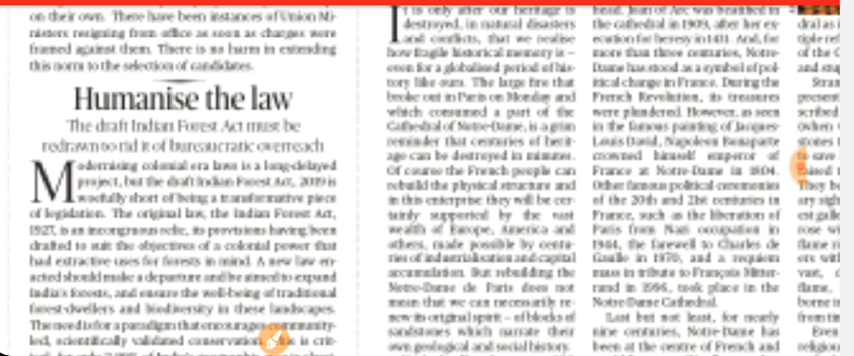 on their own. There have been instances of Union Mi-
nisters resigning from office as soon as charges were
framed against them. There is no harm in extending
this norm to the selection of candidates.
Humanise the law
The draft Indian Forest Act must be
redrawn to rid it of bureaucratic overreach
Modernising colonial era laws is a long-delayed
project, but the draft Indian Forest Act, 2019 is
woefully short of being a transformative piece
of legislation. The original law, the Indian Forest Act,
1927, is an incongruous relic, its provisions having been
drafted to suit the objectives of a colonial power that
had extractive uses for forests in mind. A new law en-
acted should make a departure and be aimed to expand
India's forests, and ensure the well-being of traditional
forest-dwellers and biodiversity in these landscapes.
The need is for a paradigm that encourages community-
led, scientifically validated conservation. is crit-
It is only after our heritage is
destroyed, in natural disasters
and conflicts, that we realise
how fragile historical memory is –
even for a globalised period of his-
tory like ours. The large fire that
broke out in Paris on Monday and
which consumed a part of the
Cathedral of Notre-Dame, is a grim
reminder that centuries of herit-
age can be destroyed in minutes.
Of course the French people can
rebuild the physical structure and
in this enterprise they will be cer-
tainly supported by the vast
wealth of Europe, America and
others, made possible by centu-
ries of industrialisation and capital
accumulation. But rebuilding the
Notre-Dame de Paris does not
mean that we can necessarily re-
new its original spirit – of blocks of
sandstones which narrate their
own geological and social history.
head. Joan of Arc was beatified in
the cathedral in 1909, after her ex-
ecution for heresy in 1431. And, for
more than three centuries, Notre-
Dame has stood as a symbol of pol-
itical change in France. During the
French Revolution, its treasures
were plundered. However, as seen
in the famous painting of Jacques-
Louis David, Napoleon Bonaparte
crowned himself emperor of
France at Notre-Dame in 1804.
Other famous political ceremonies
of the 20th and 21st centuries in
France, such as the liberation of
Paris from Nazi occupation in
1944, the farewell to Charles de
Gaulle in 1970, and a requiem
mass in tribute to François Mitter-
rand in 1996, took place in the
Notre-Dame Cathedral.
Last but not least, for nearly
nine centuries, Notre-Dame has
been at the centre of French and